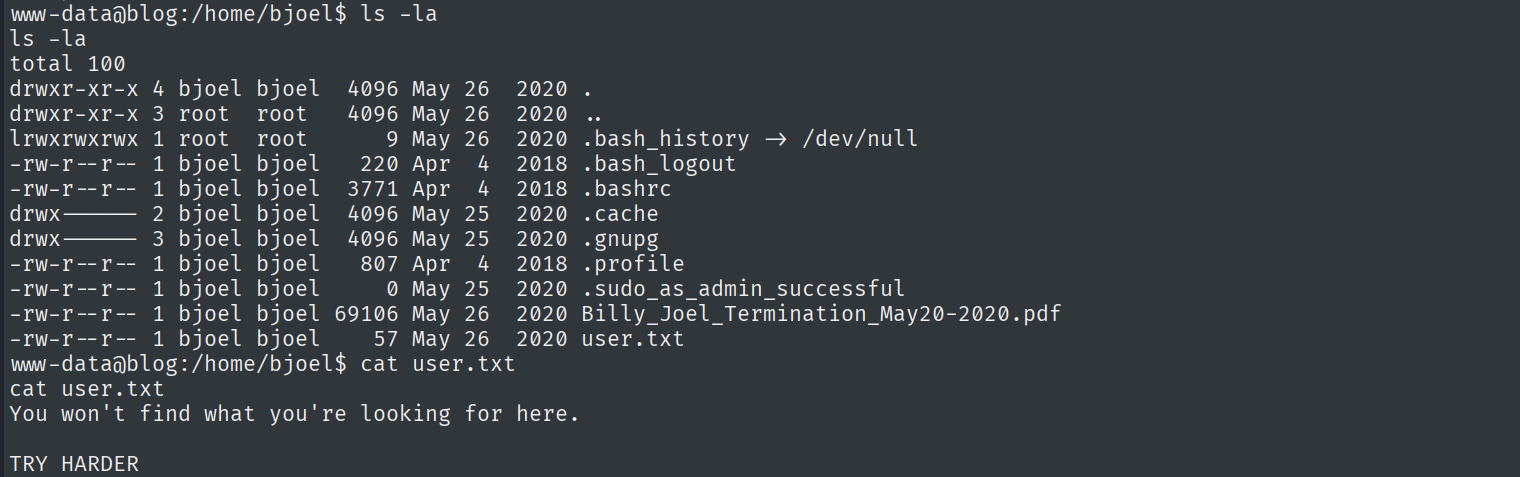 www-data@blog:/home/bjoel$ ls -la
ls -la
total 100
drwxr-xr-x 4 bjoel bjoel  4096 May 26  2020 .
drwxr-xr-x 3 root  root   4096 May 26  2020 ..
lrwxrwxrwx 1 root  root      9 May 26  2020 .bash_history -> /dev/null
-rw-r--r-- 1 bjoel bjoel   220 Apr  4  2018 .bash_logout
-rw-r--r-- 1 bjoel bjoel  3771 Apr  4  2018 .bashrc
drwx------ 2 bjoel bjoel  4096 May 25  2020 .cache
drwx------ 3 bjoel bjoel  4096 May 25  2020 .gnupg
-rw-r--r-- 1 bjoel bjoel   807 Apr  4  2018 .profile
-rw-r--r-- 1 bjoel bjoel     0 May 25  2020 .sudo_as_admin_successful
-rw-r--r-- 1 bjoel bjoel 69106 May 26  2020 Billy_Joel_Termination_May20-2020.pdf
-rw-r--r-- 1 bjoel bjoel    57 May 26  2020 user.txt
www-data@blog:/home/bjoel$ cat user.txt
cat user.txt
You won't find what you're looking for here.
TRY HARDER